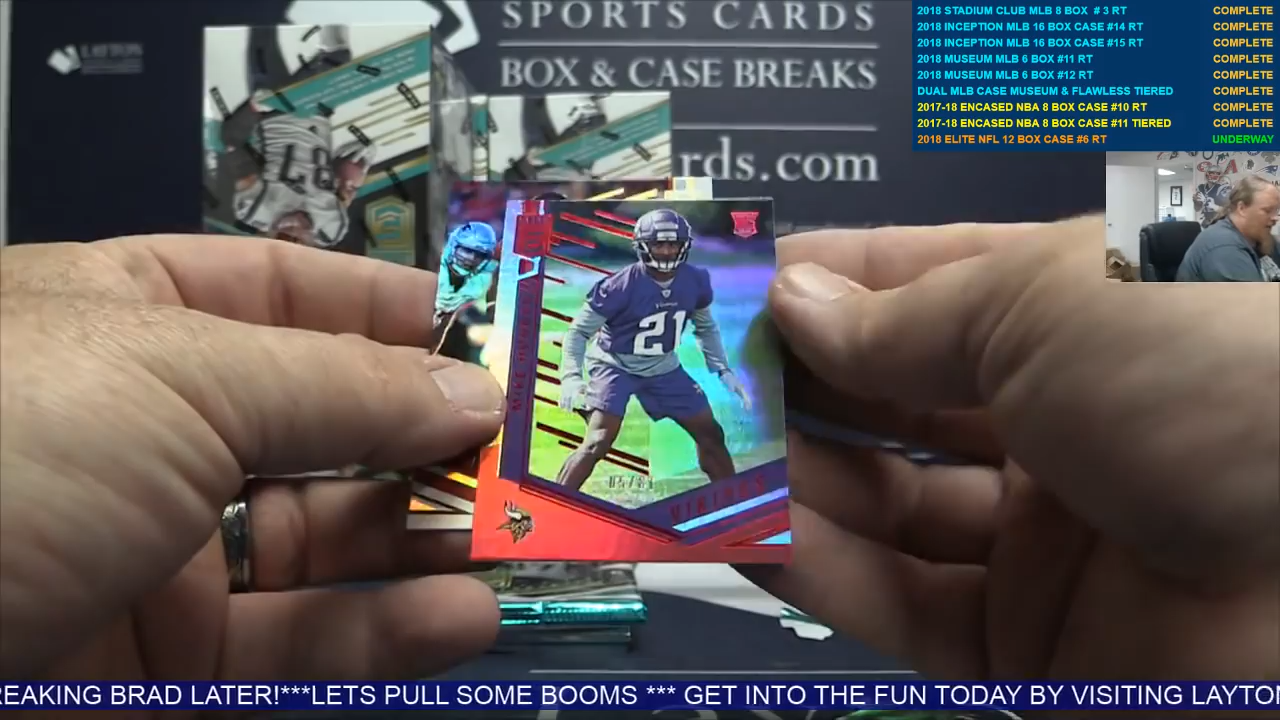 SPORTS CARDS
BOX & CASE BREAKS
rds.com
2018 STADIUM CLUB MLB 8 BOX # 3 RT COMPLETE
2018 INCEPTION MLB 16 BOX CASE #14 RT COMPLETE
2018 INCEPTION MLB 16 BOX CASE #15 RT COMPLETE
2018 MUSEUM MLB 6 BOX #11 RT COMPLETE
2018 MUSEUM MLB 6 BOX #12 RT COMPLETE
DUAL MLB CASE MUSEUM & FLAWLESS TIERED COMPLETE
2017-18 ENCASED NBA 8 BOX CASE #10 RT COMPLETE
2017-18 ENCASED NBA 8 BOX CASE #11 TIERED COMPLETE
2018 ELITE NFL 12 BOX CASE #6 RT UNDERWAY
87
21
VIKINGS
REAKING BRAD LATER!***LETS PULL SOME BOOMS *** GET INTO THE FUN TODAY BY VISITING LAYTO